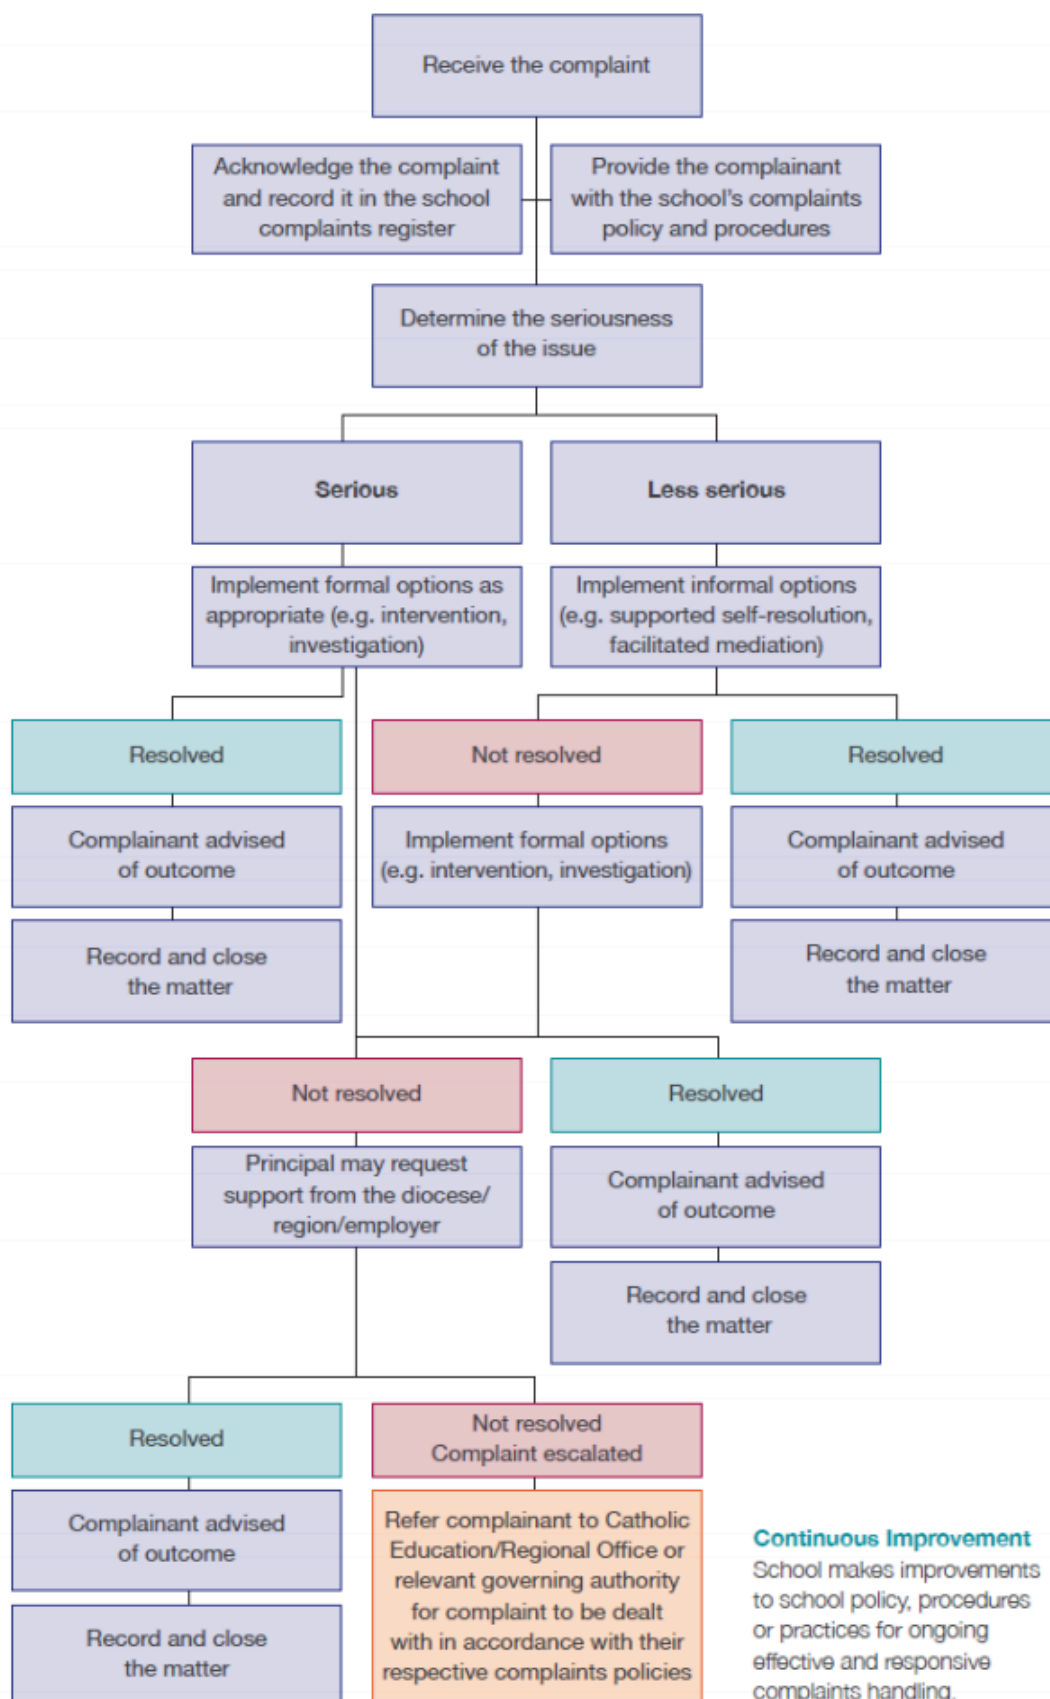 Receive the complaint
Acknowledge the complaint
and record it in the school
complaints register
Provide the complainant
with the school's complaints
policy and procedures
Determine the seriousness
of the issue
Serious
Less serious
Implement formal options as
appropriate (e.g. intervention,
investigation)
Implement informal options
(e.g. supported self-resolution,
facilitated mediation)
Resolved
Not resolved
Resolved
Complainant advised
of outcome
Implement formal options
(e.g. intervention, investigation)
Complainant advised
of outcome
Record and close
the matter
Record and close
the matter
Not resolved
Resolved
Principal may request
support from the diocese/
region/employer
Complainant advised
of outcome
Record and close
the matter
Resolved
Not resolved
Complaint escalated
Complainant advised
of outcome
Record and close
the matter
Refer complainant to Catholic
Education/Regional Office or
relevant governing authority
for complaint to be dealt
with in accordance with their
respective complaints policies
Continuous Improvement
School makes improvements
to school policy, procedures
or practices for ongoing
effective and responsive
complaints handling.